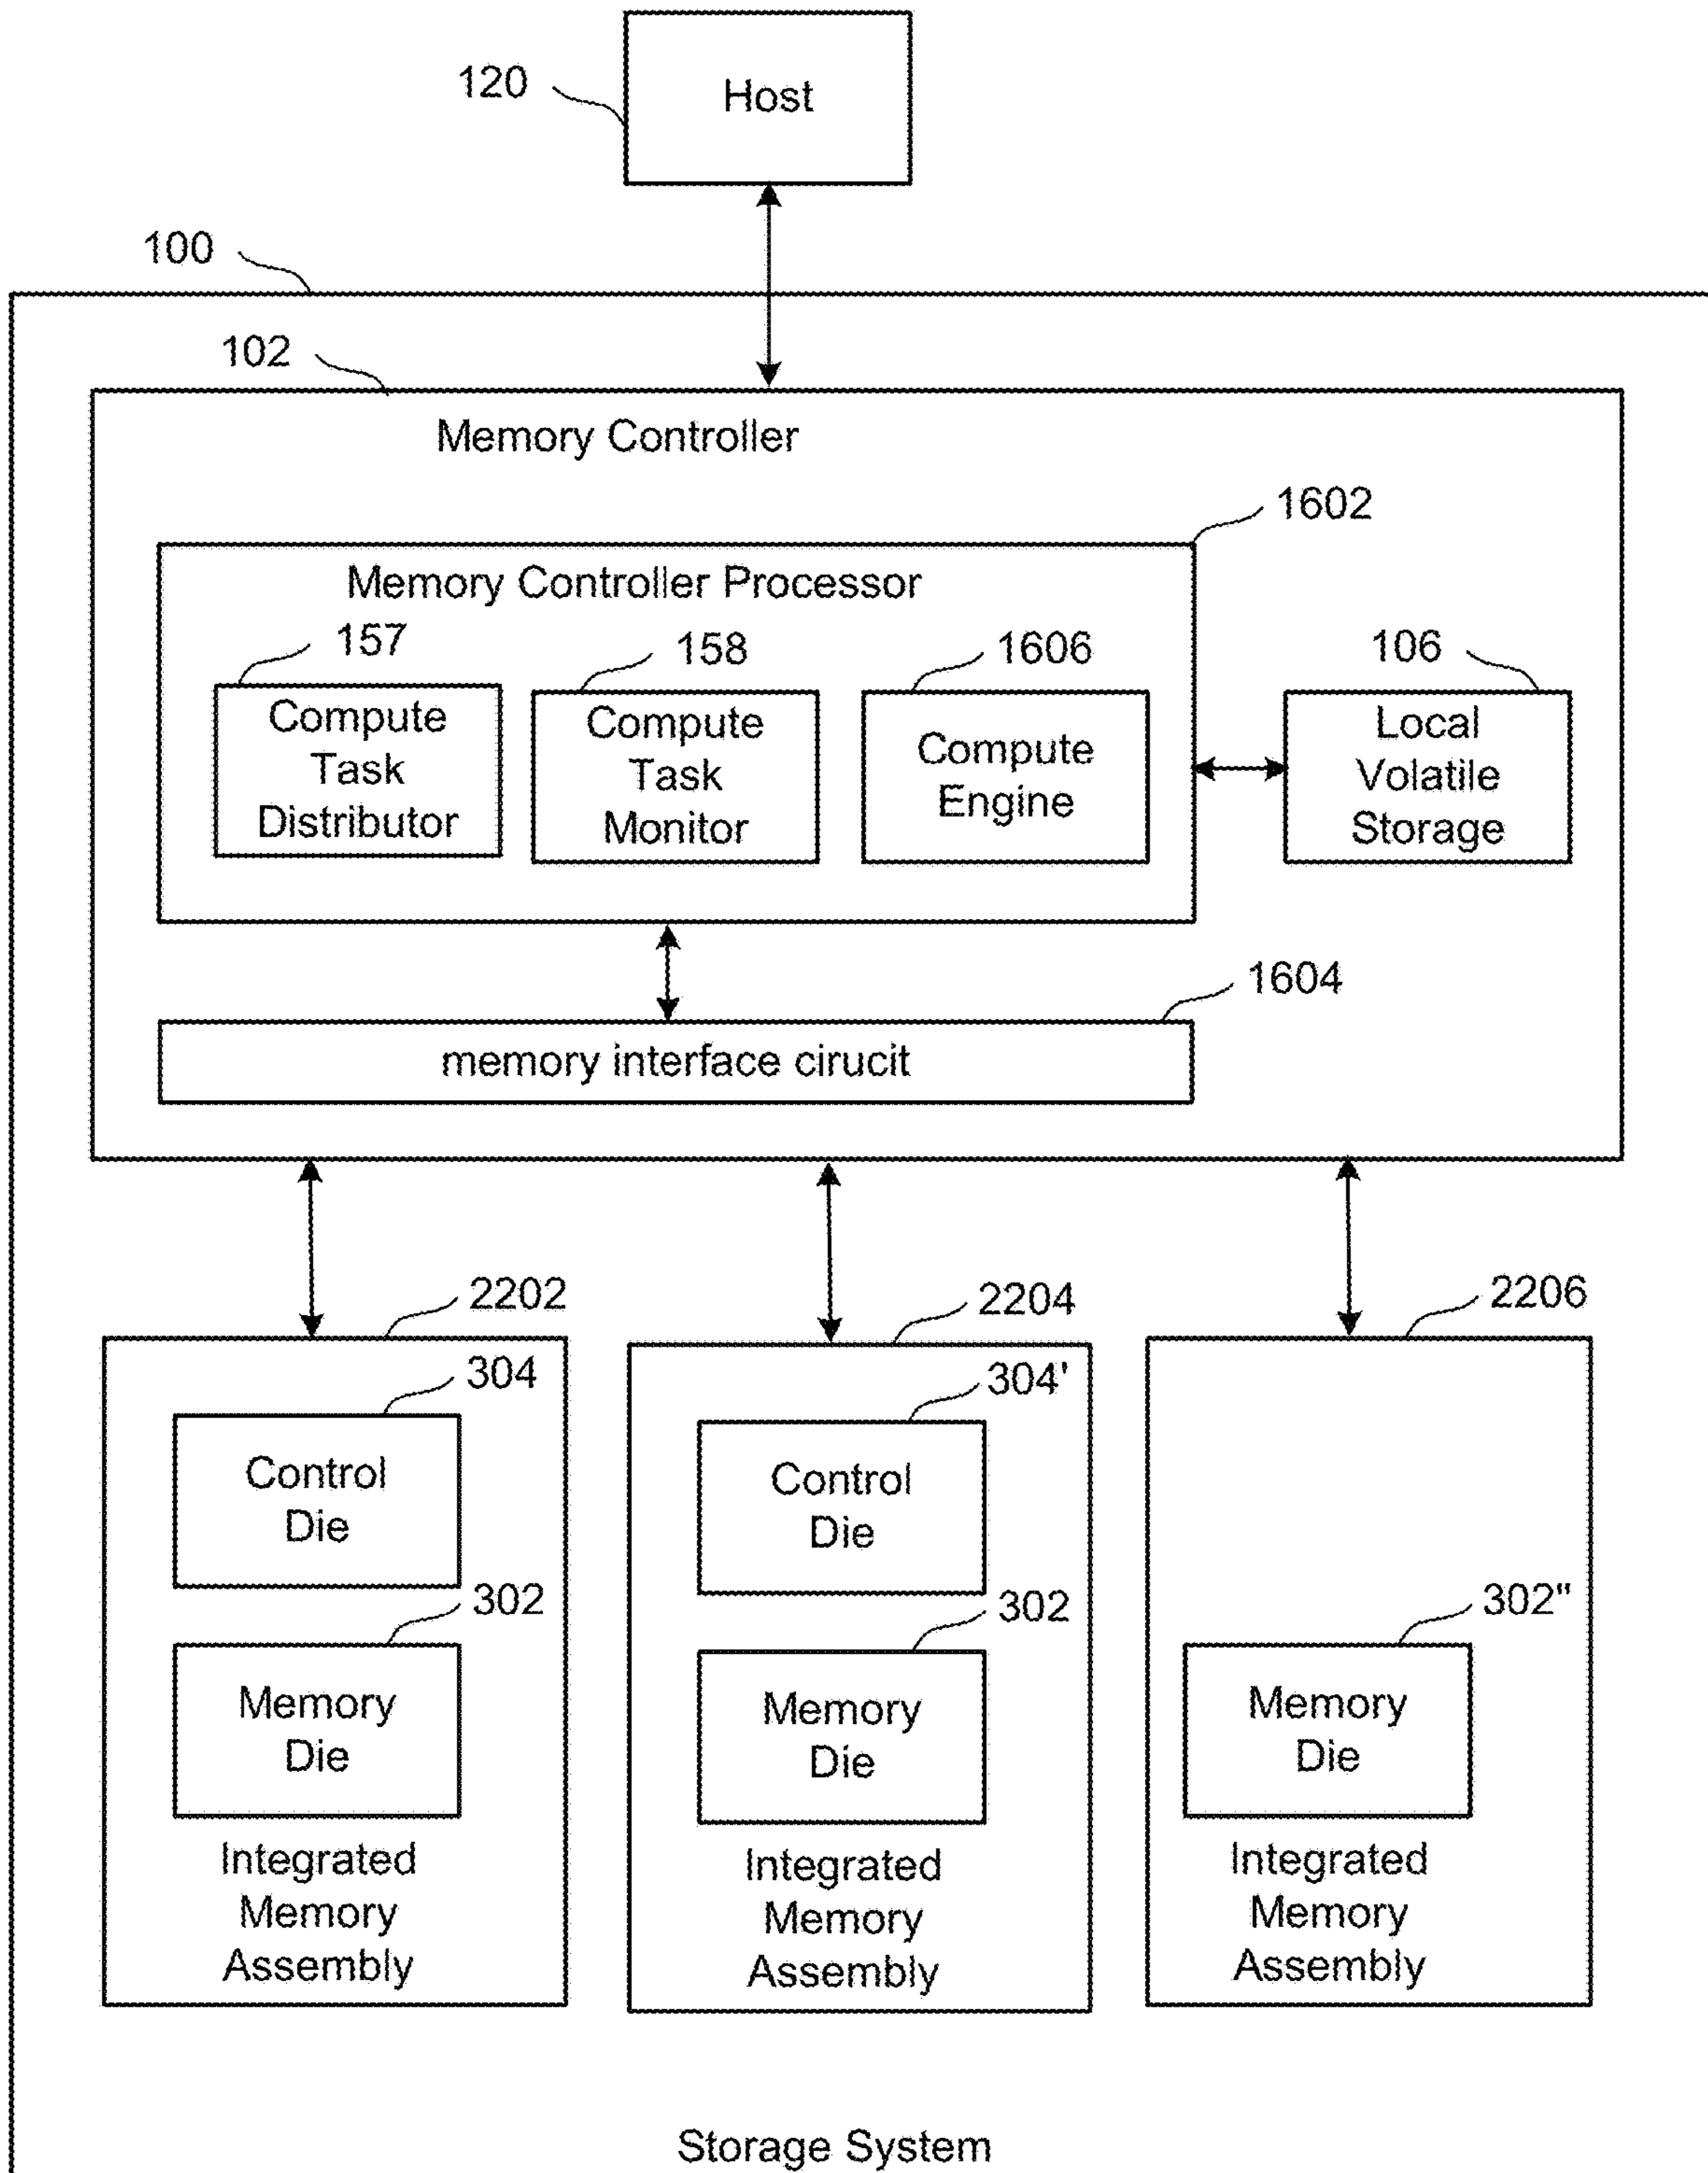 120
Host
100
102
Memory Controller
1602
Memory Controller Processor
157
158
1606
106
Compute
Task
Distributor
Compute
Task
Monitor
Compute
Engine
Local
Volatile
Storage
1604
memory interface cirucit
2202
2204
2206
304
304'
Control
Die
Control
Die
302
302
302"
Memory
Die
Memory
Die
Memory
Die
Integrated
Memory
Assembly
Integrated
Memory
Assembly
Integrated
Memory
Assembly
Storage System